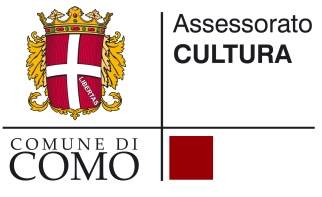 Assessorato
CULTURA
LIBERTAS
COMUNE DI
COMO